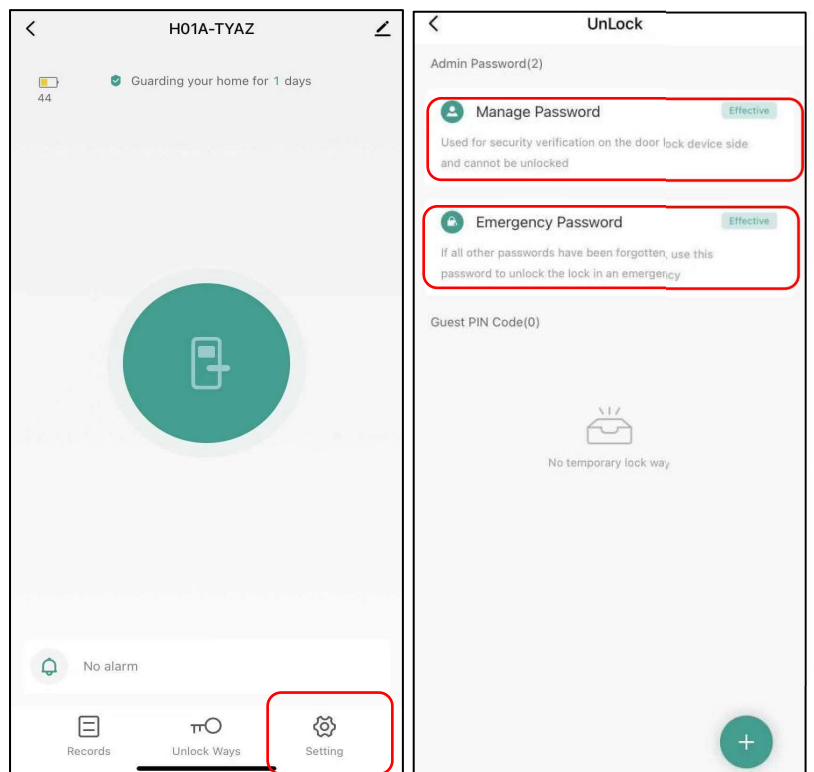 H01A-TYAZ
44
Guarding your home for 1 days
No alarm
Records
Unlock Ways
Setting
UnLock
Admin Password(2)
Manage Password
Effective
Used for security verification on the door lock device side
and cannot be unlocked
Emergency Password
Effective
If all other passwords have been forgotten, use this
password to unlock the lock in an emergency
Guest PIN Code(0)
No temporary lock way